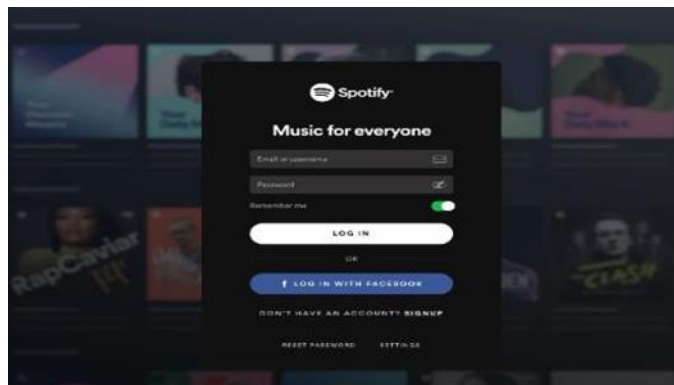 Spotify
Music for everyone
Email or username
Password
Remember me
LOG IN
OR
f LOG IN WITH FACEBOOK
DON'T HAVE AN ACCOUNT? SIGNUP
RESET PASSWORD SETTINGS
RapCaviar
CLASH